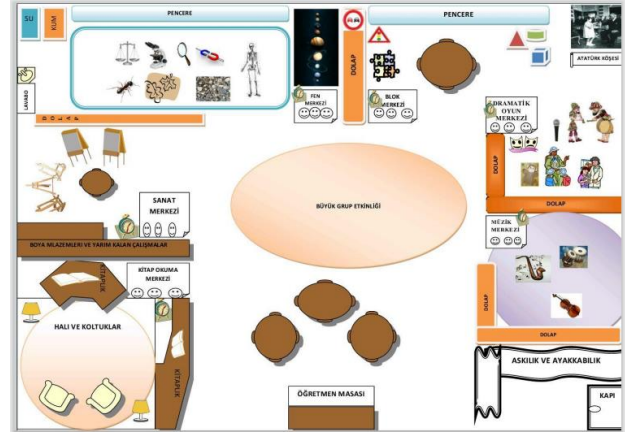 SU
KUM
PENCERE
PENCERE
DOLAP
ATATÜRK KÖŞESİ
LAVABO
FEN
MERKEZİ
BLOK
MERKEZİ
DRAMATİK
OYUN
MERKEZİ
DOLAP
DOLAP
DOLAP
SANAT
MERKEZİ
BÜYÜK GRUP ETKİNLİĞİ
MÜZİK
MERKEZİ
BOYA MLAZEMLERİ VE YARIM KALAN ÇALIŞMALAR
KİTAPLIK
KİTAP OKUMA
MERKEZİ
DOLAP
HALI VE KOLTUKLAR
DOLAP
KİTAPLIK
ASKILIK VE AYAKKABILIK
ÖĞRETMEN MASASI
KAPI